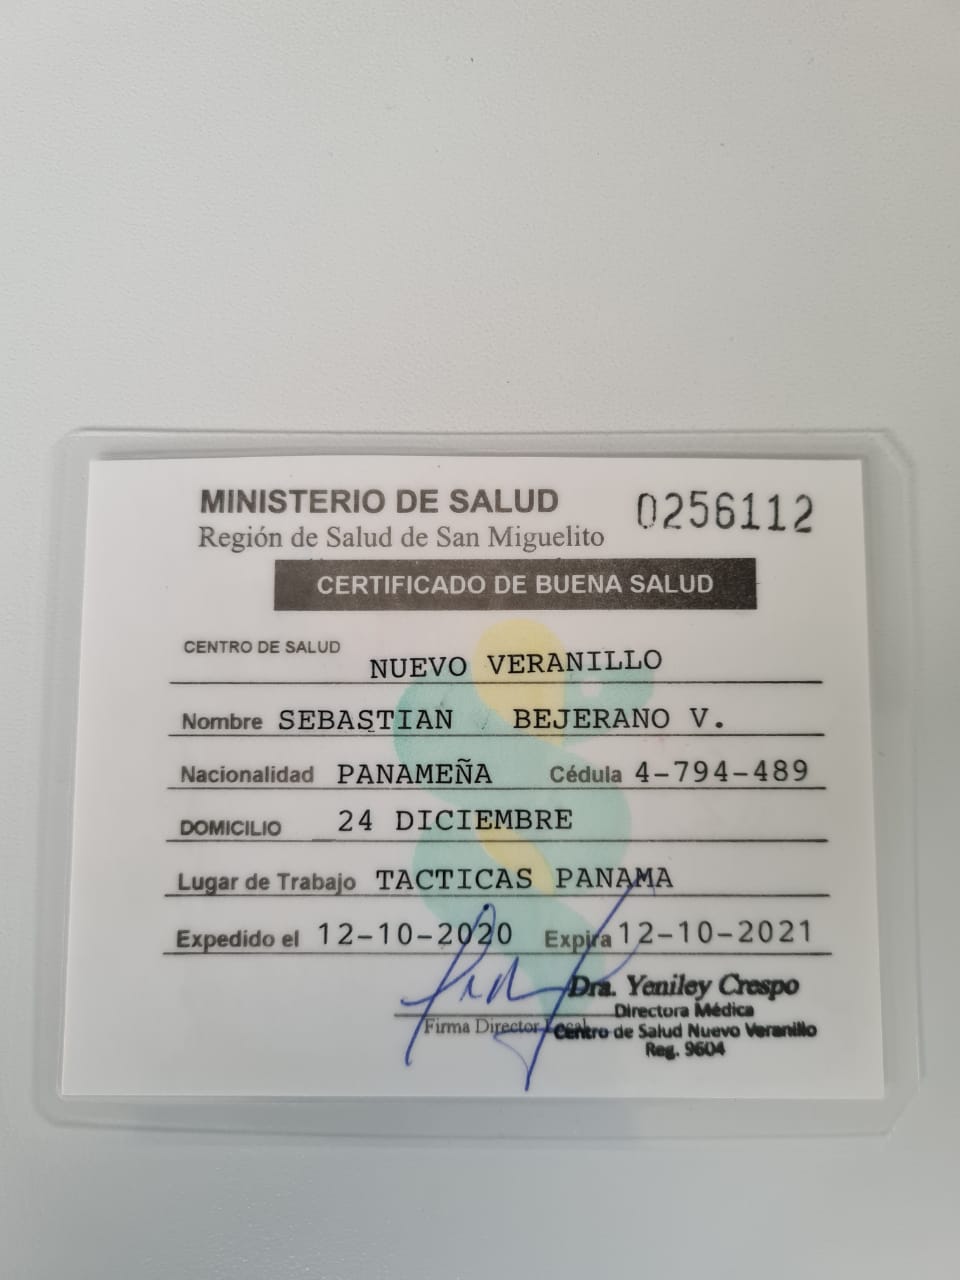 MINISTERIO DE SALUD 0256112
Región de Salud de San Miguelito
CERTIFICADO DE BUENA SALUD
CENTRO DE SALUD NUEVO VERANILLO
Nombre SEBASTIAN BEJERANO V.
Nacionalidad PANAMEÑA Cédula 4-794-489
DOMICILIO 24 DICIEMBRE
Lugar de Trabajo TACTICAS PANAMA
Expedido el 12-10-2020 Expira 12-10-2021
Dra. Yeniley Crespo
Directora Médica
Firma Director Local
Centro de Salud Nuevo Veranillo
Reg. 9604